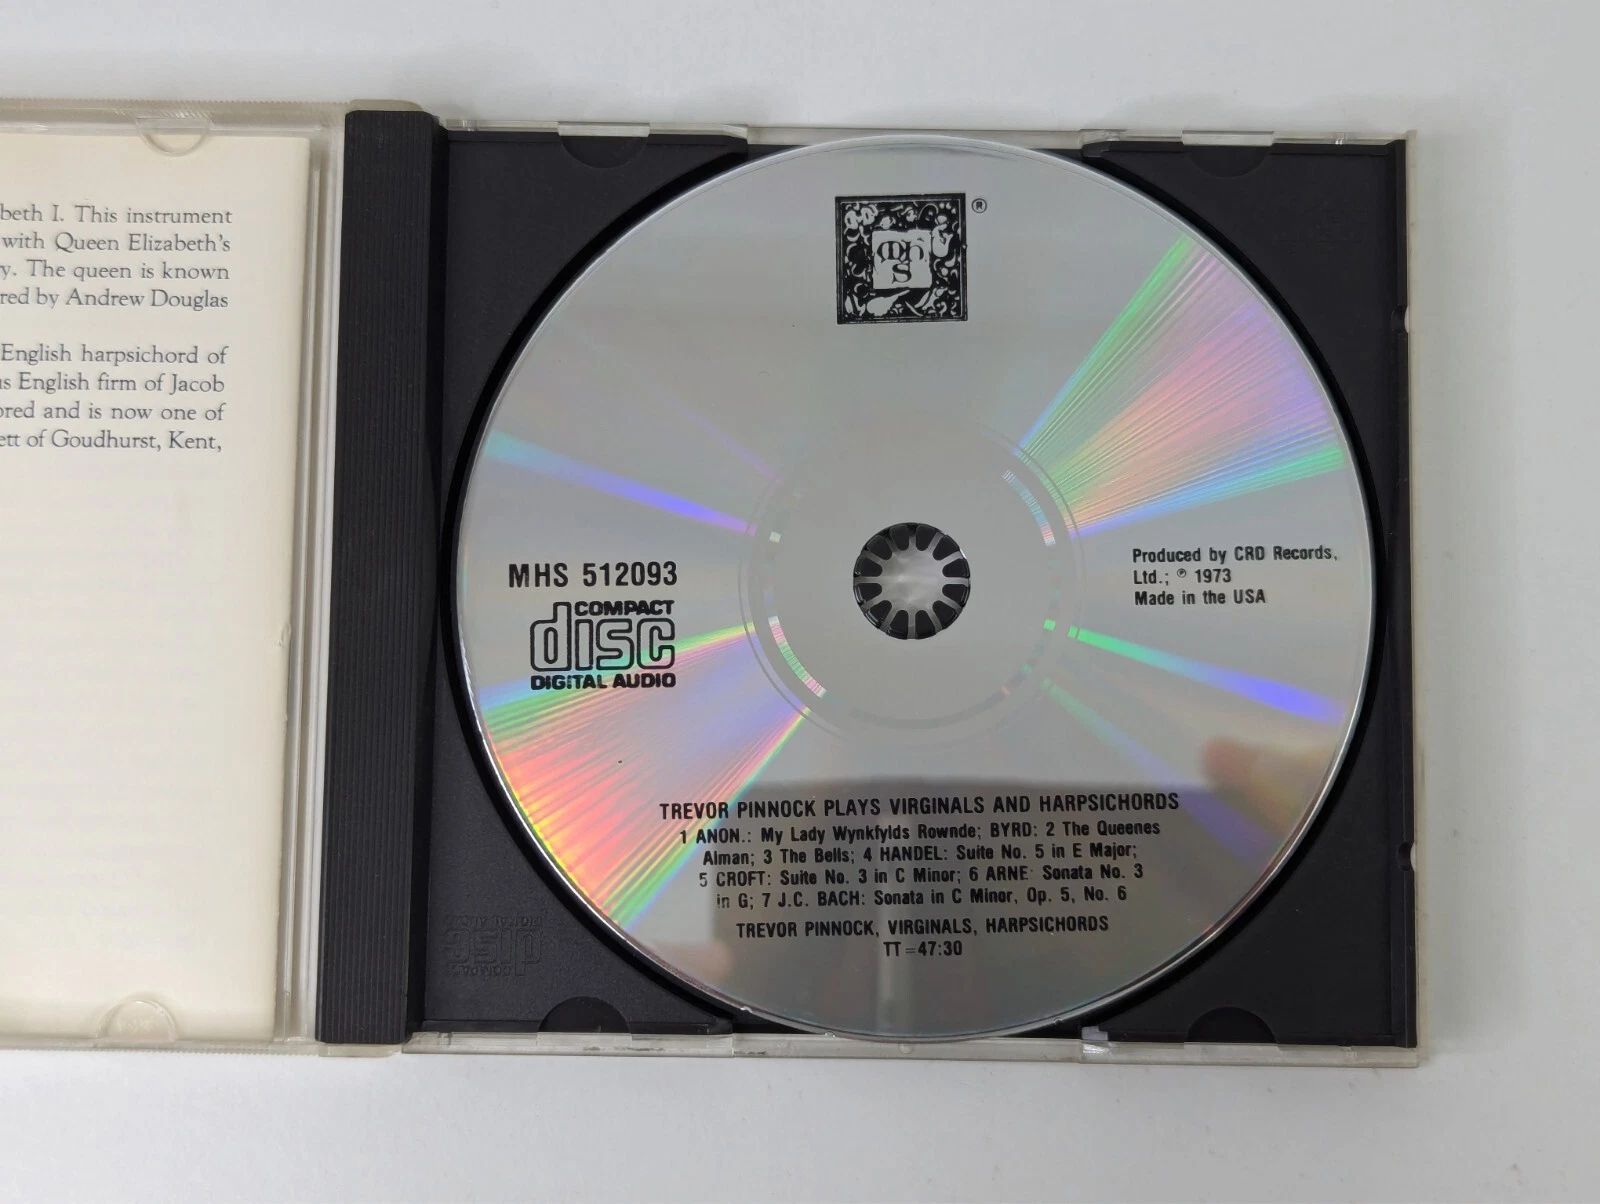 beth I. This instrument
with Queen Elizabeth's
y. The queen is known
red by Andrew Douglas
English harpsichord of
s English firm of Jacob
ored and is now one of
ett of Goudhurst, Kent,
mhs ®
MHS 512093
COMPACT
disc
DIGITAL AUDIO
Produced by CRD Records,
Ltd.; ℗ 1973
Made in the USA
TREVOR PINNOCK PLAYS VIRGINALS AND HARPSICHORDS
1 ANON.: My Lady Wynkfylds Rownde; BYRD: 2 The Queenes
Alman; 3 The Bells; 4 HANDEL: Suite No. 5 in E Major;
5 CROFT: Suite No. 3 in C Minor; 6 ARNE: Sonata No. 3
in G; 7 J.C. BACH: Sonata in C Minor, Op. 5, No. 6
TREVOR PINNOCK, VIRGINALS, HARPSICHORDS
TT=47:30